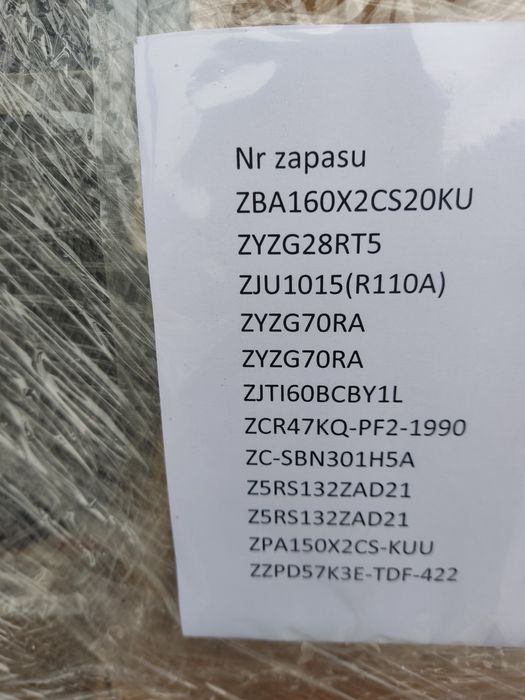 Nr zapasu
ZBA160X2CS20KU
ZYZG28RT5
ZJU1015(R110A)
ZYZG70RA
ZYZG70RA
ZJTI60BCBY1L
ZCR47KQ-PF2-1990
ZC-SBN301H5A
Z5RS132ZAD21
Z5RS132ZAD21
ZPA150X2CS-KUU
ZZPD57K3E-TDF-422